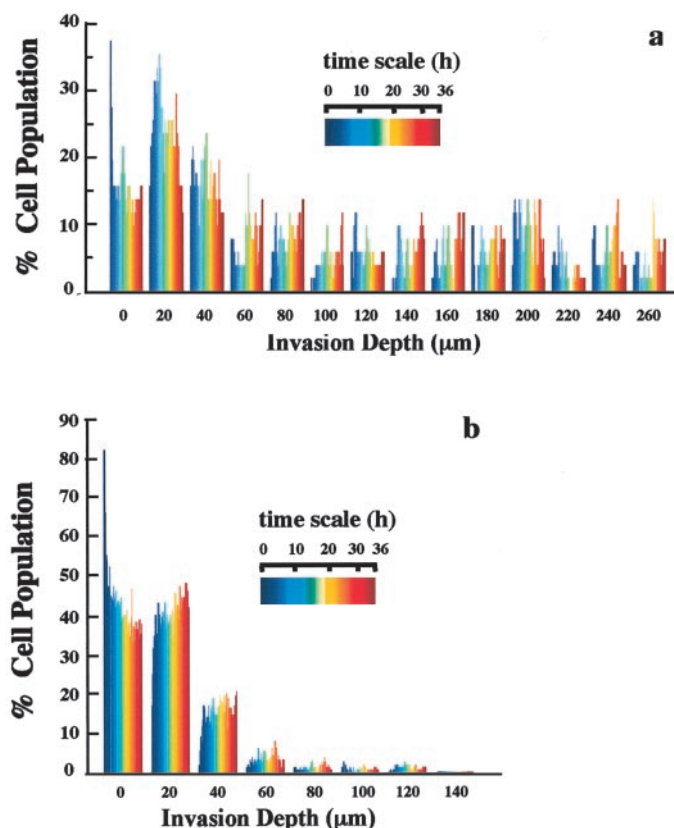 a
40
30
20
10
0
% Cell Population
time scale (h)
0 10 20 30 36
0 20 40 60 80 100 120 140 160 180 200 220 240 260
Invasion Depth (µm)
b
90
80
70
60
50
40
30
20
10
0
% Cell Population
time scale (h)
0 10 20 30 36
0 20 40 60 80 100 120 140
Invasion Depth (µm)